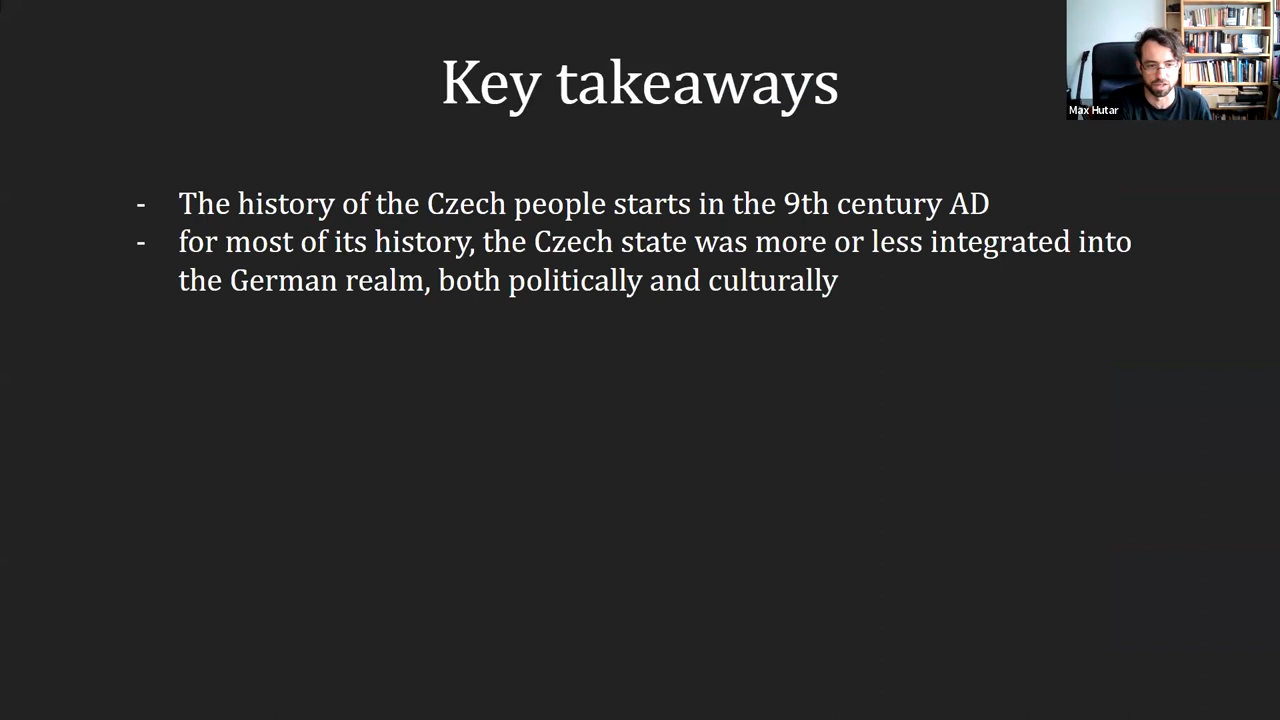 Key takeaways
Max Hutar
- The history of the Czech people starts in the 9th century AD
- for most of its history, the Czech state was more or less integrated into
the German realm, both politically and culturally